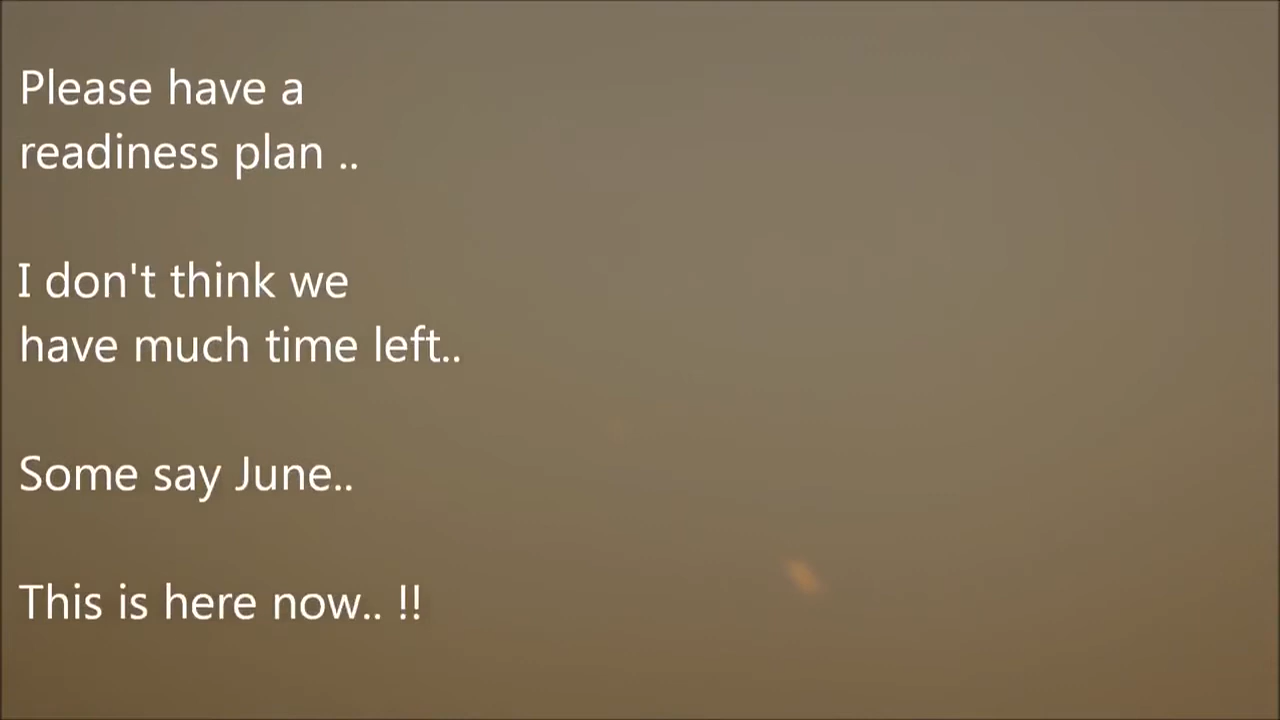 Please have a
readiness plan ..
I don't think we
have much time left..
Some say June..
This is here now.. !!